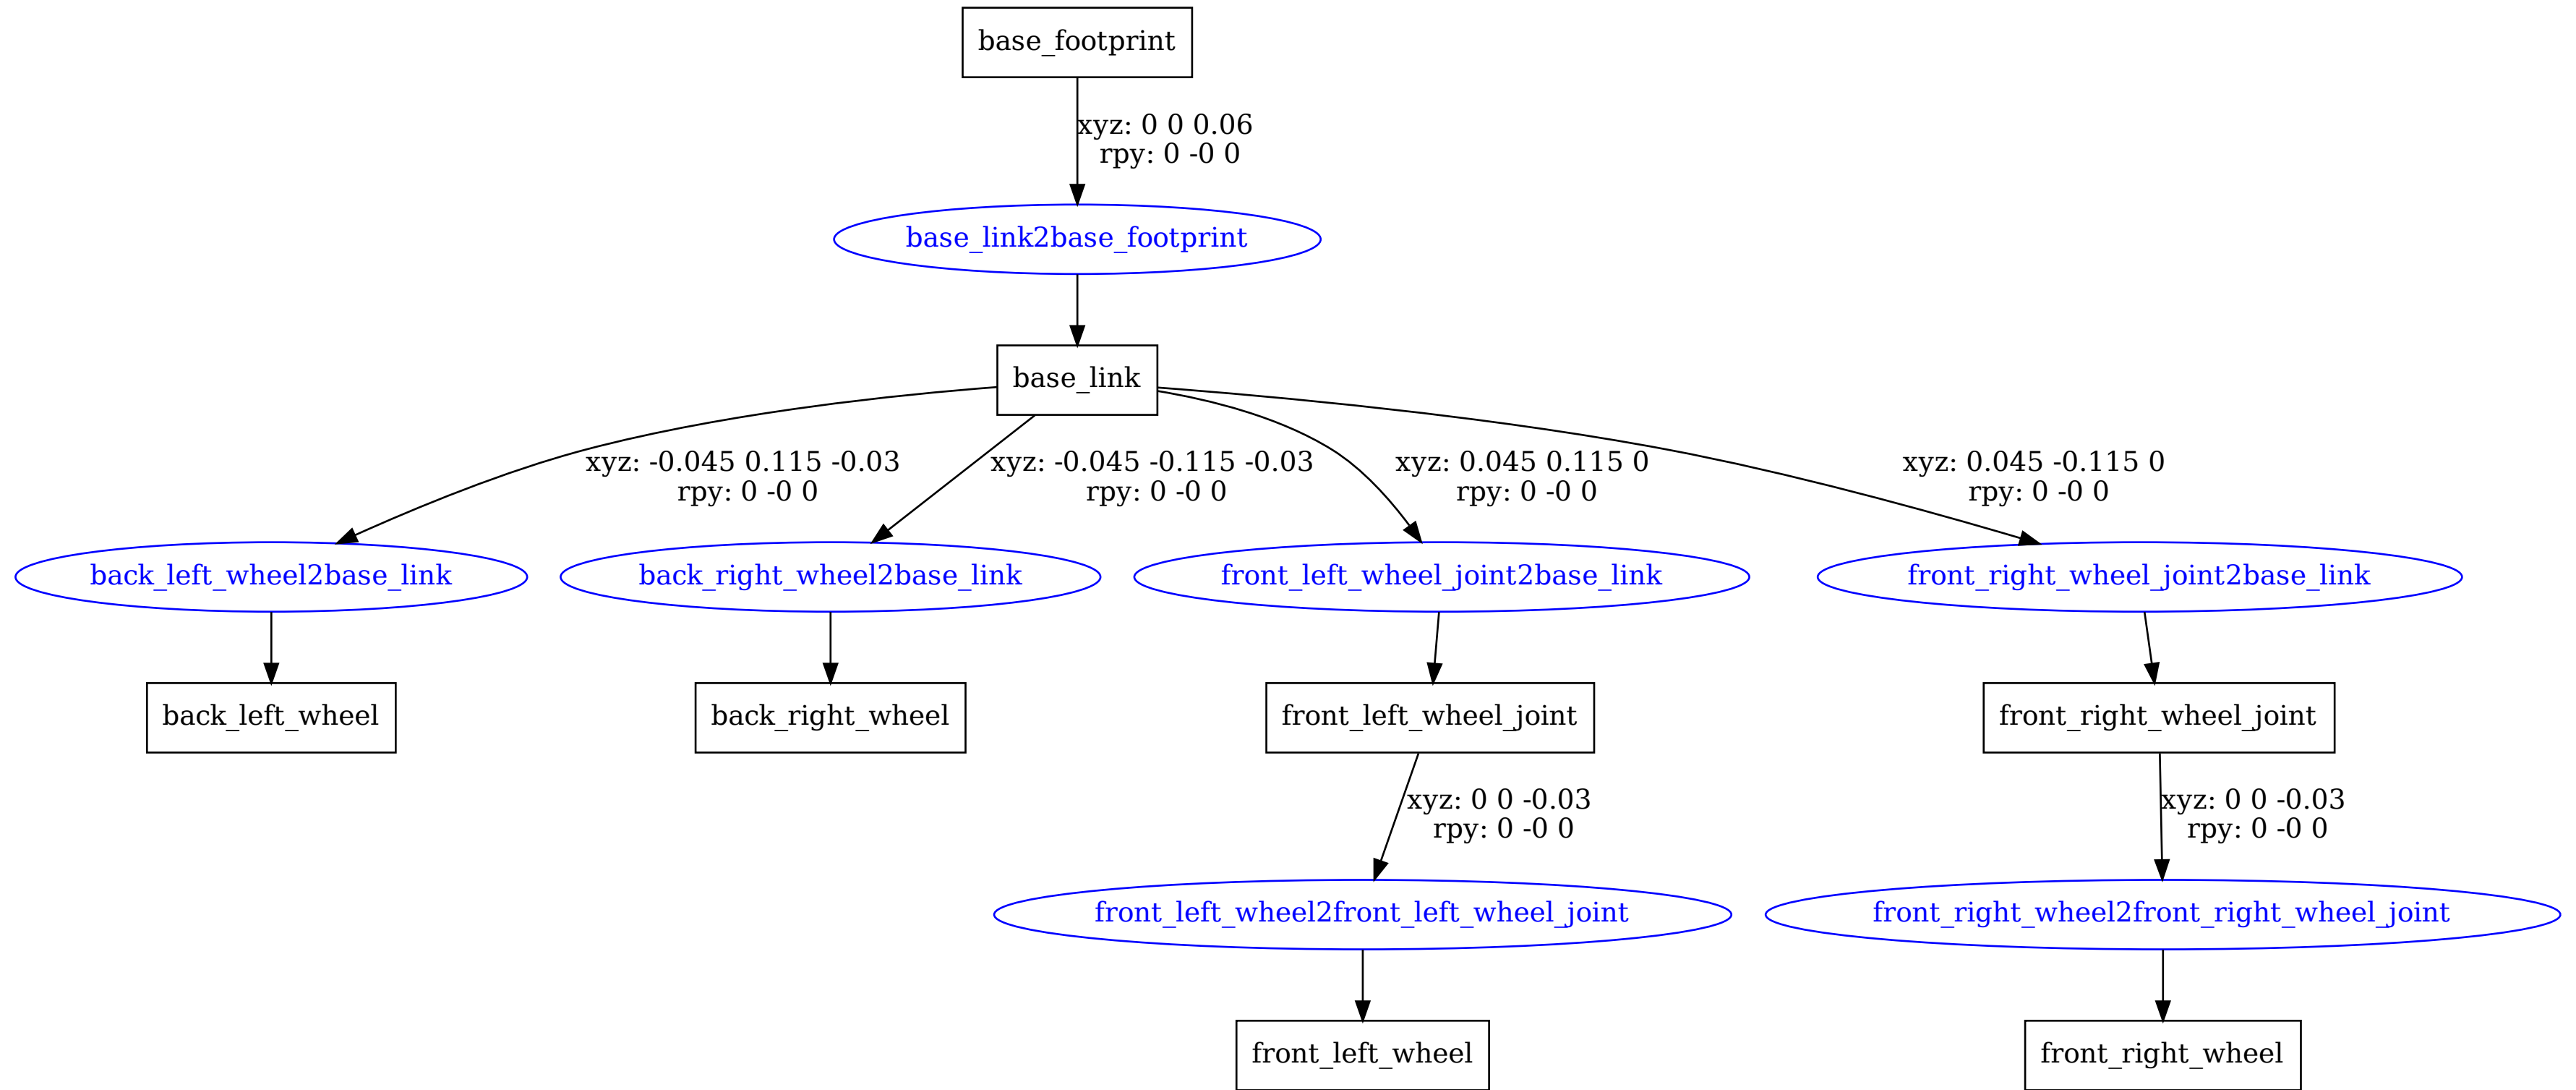 base_footprint
xyz: 0 0 0.06
rpy: 0 -0 0
base_link2base_footprint
base_link
xyz: -0.045 0.115 -0.03
rpy: 0 -0 0
xyz: -0.045 -0.115 -0.03
rpy: 0 -0 0
xyz: 0.045 0.115 0
rpy: 0 -0 0
xyz: 0.045 -0.115 0
rpy: 0 -0 0
back_left_wheel2base_link
back_right_wheel2base_link
front_left_wheel_joint2base_link
front_right_wheel_joint2base_link
back_left_wheel
back_right_wheel
front_left_wheel_joint
front_right_wheel_joint
xyz: 0 0 -0.03
rpy: 0 -0 0
xyz: 0 0 -0.03
rpy: 0 -0 0
front_left_wheel2front_left_wheel_joint
front_right_wheel2front_right_wheel_joint
front_left_wheel
front_right_wheel